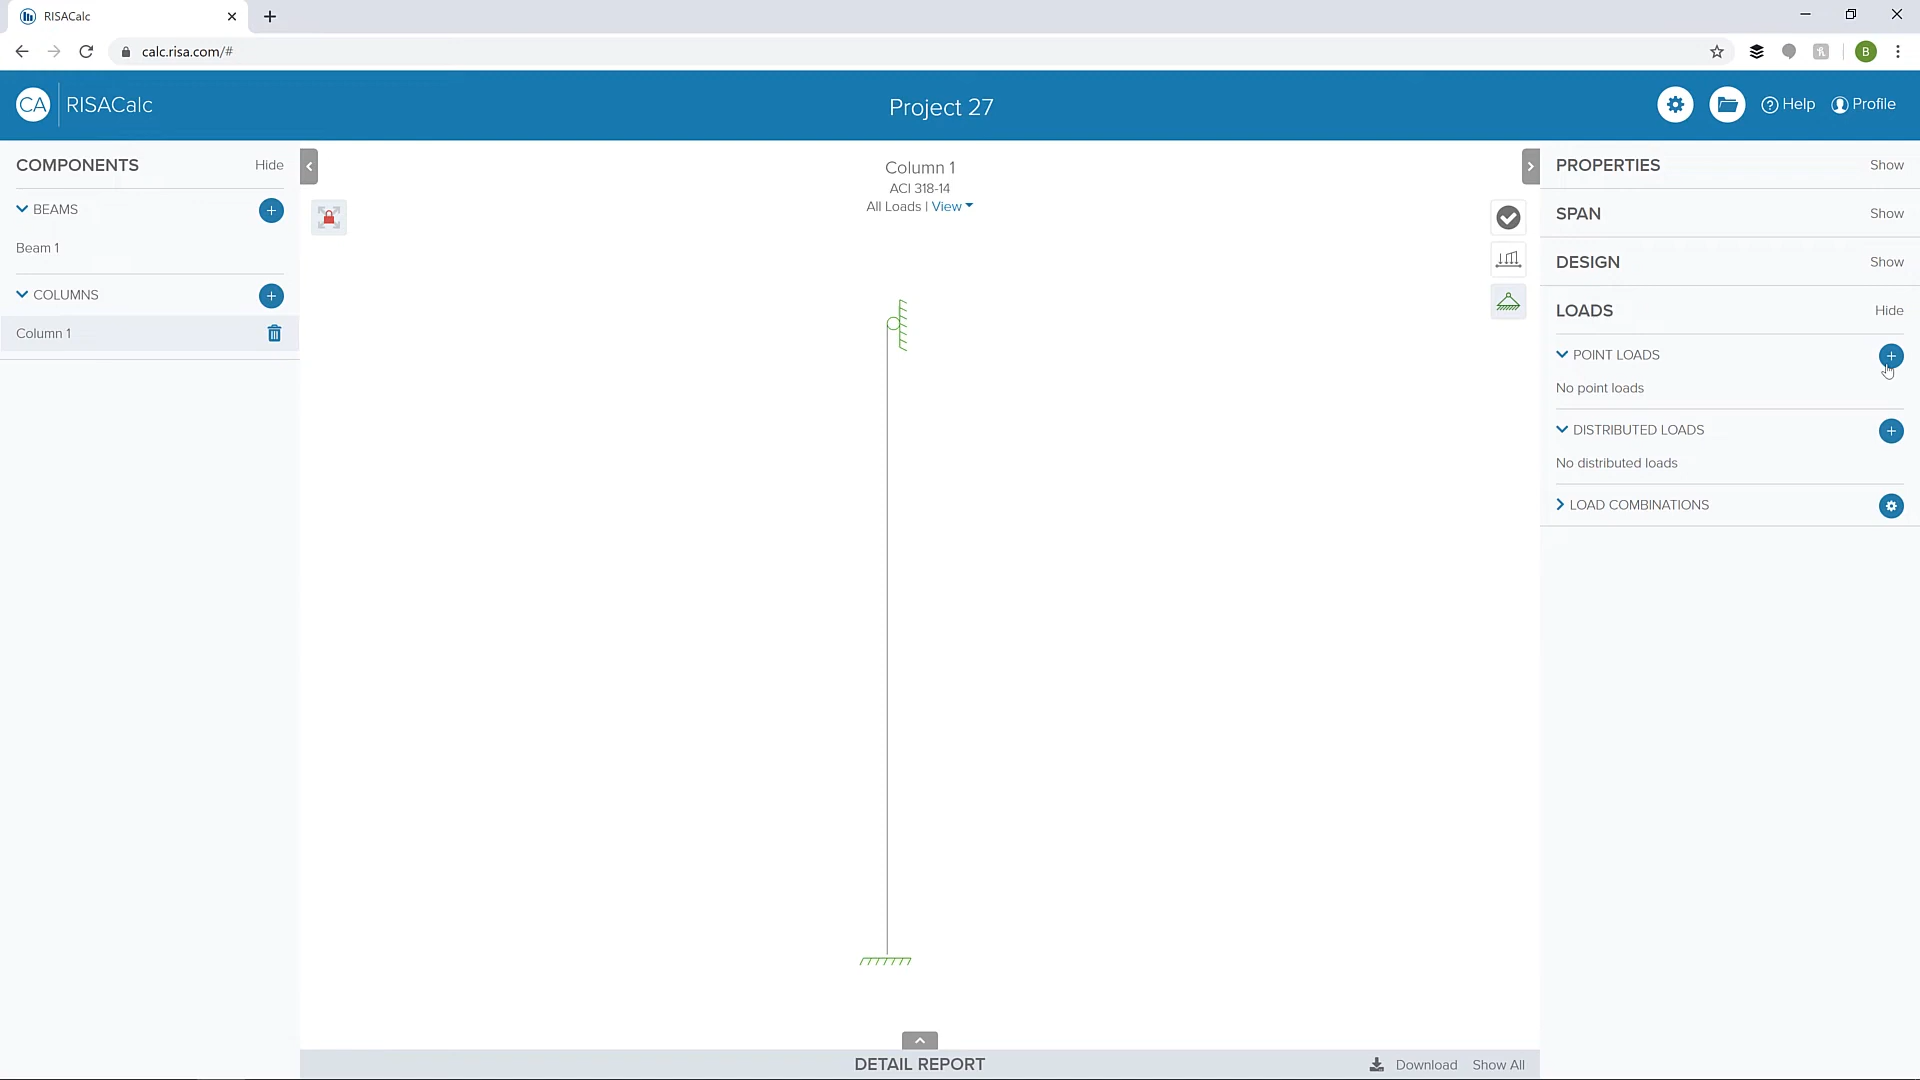 RISACalc
calc.risa.com/#
B
CA RISACalc
Project 27
Help
Profile
COMPONENTS
Hide
BEAMS
Beam 1
COLUMNS
Column 1
Column 1
ACI 318-14
All Loads | View
PROPERTIES
Show
SPAN
Show
DESIGN
Show
LOADS
Hide
POINT LOADS
No point loads
DISTRIBUTED LOADS
No distributed loads
LOAD COMBINATIONS
DETAIL REPORT
Download
Show All